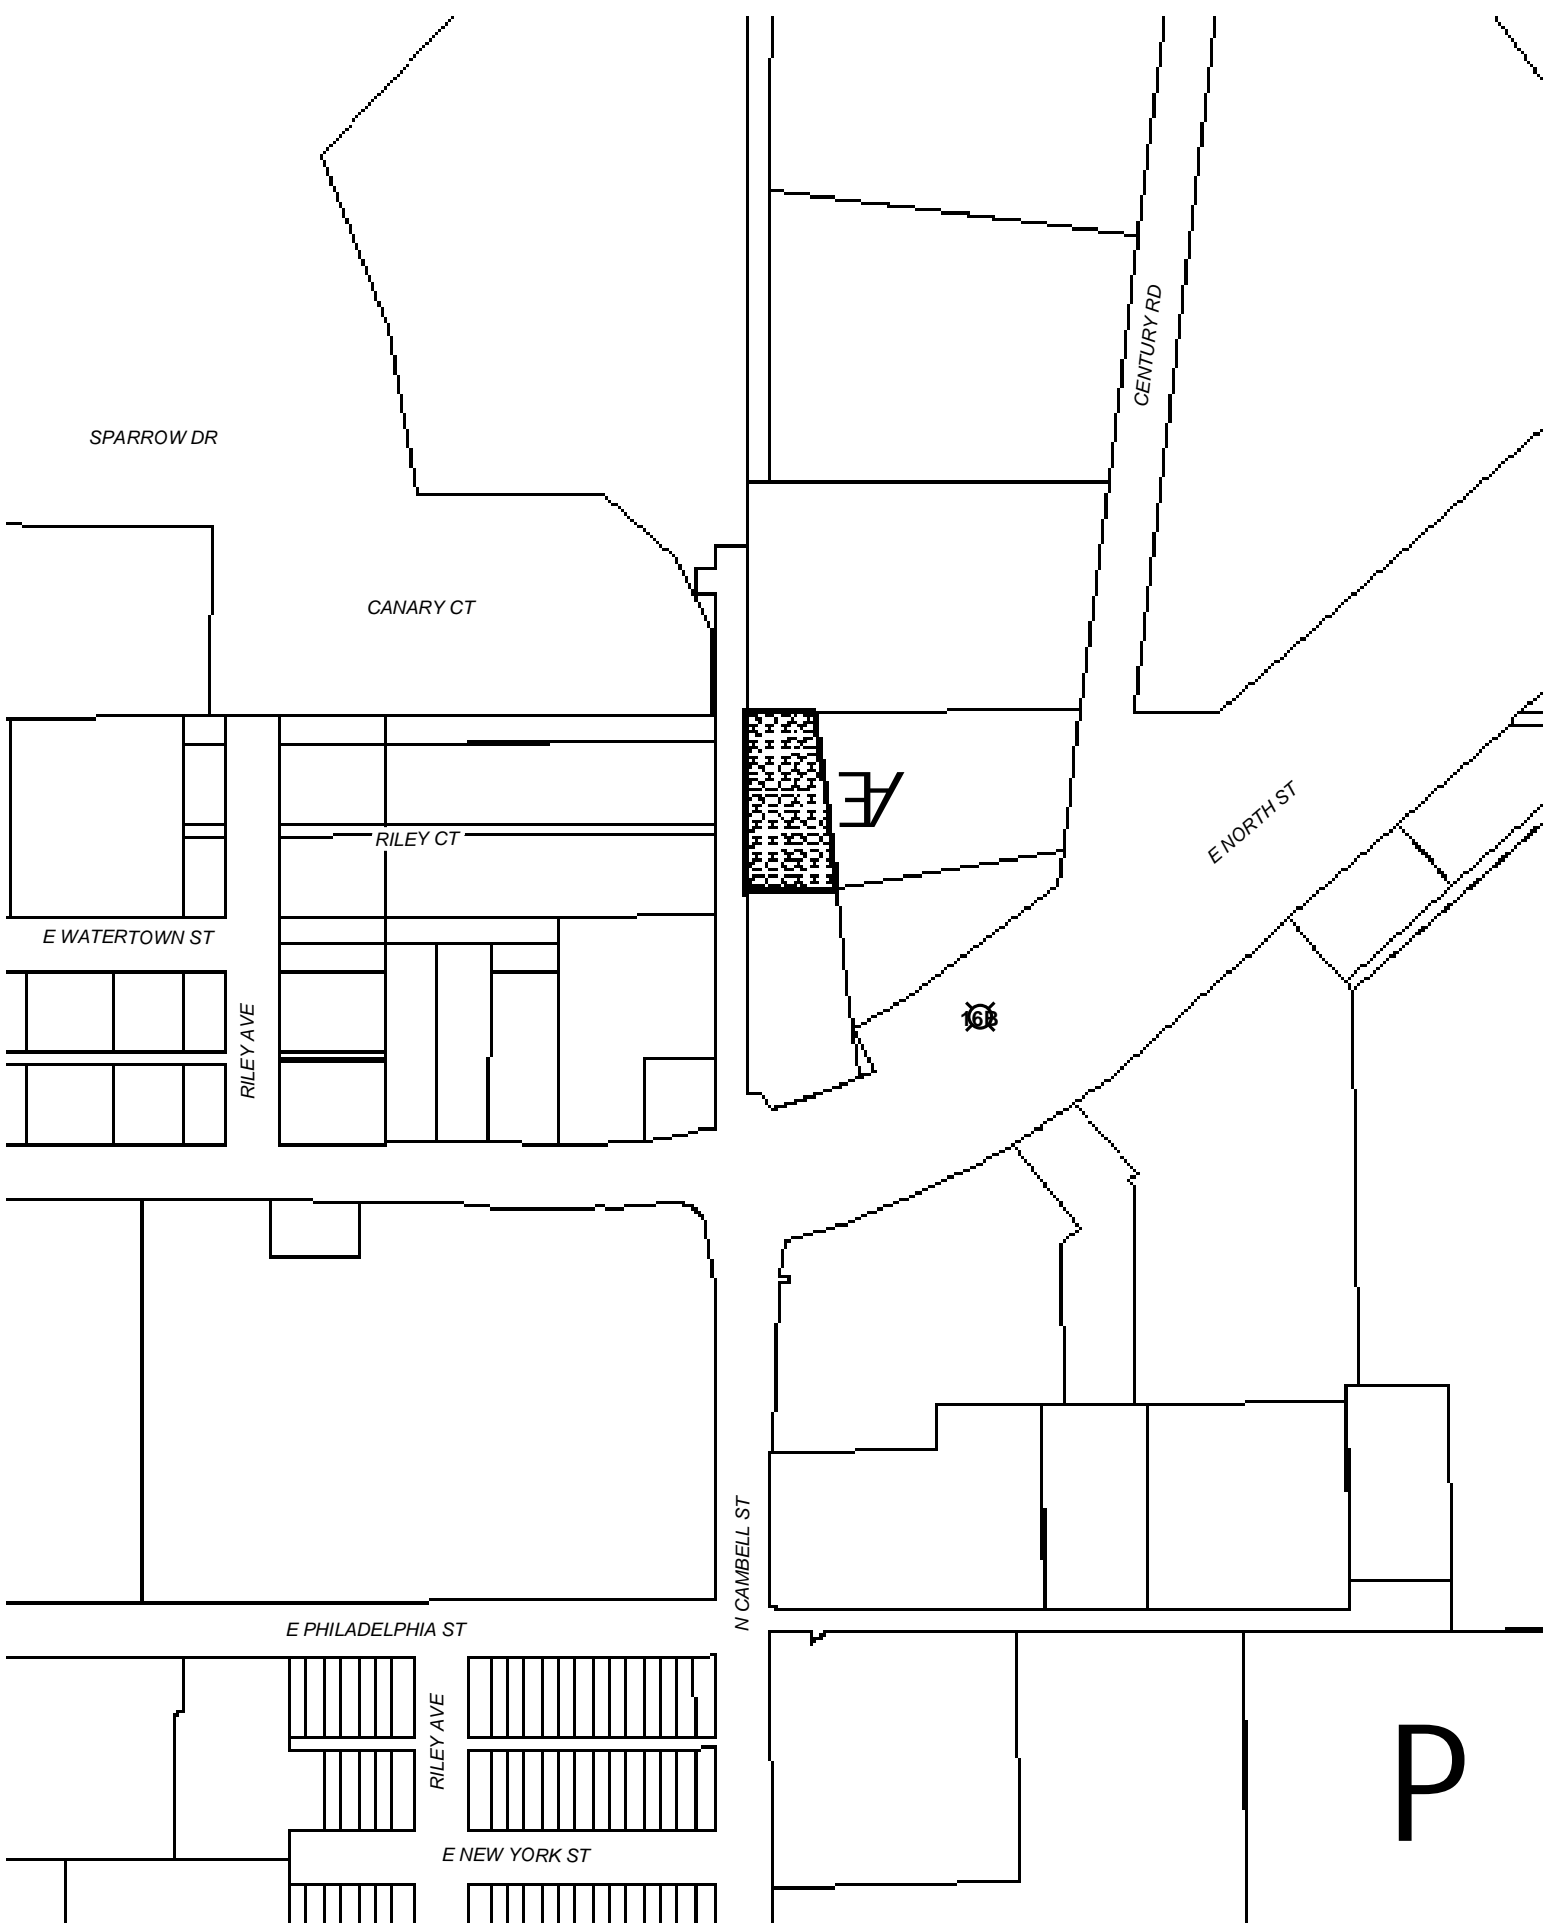 CENTURY RD
SPARROW DR
CANARY CT
Æ
E NORTH ST
RILEY CT
E WATERTOWN ST
16B
RILEY AVE
N CAMBELL ST
E PHILADELPHIA ST
RILEY AVE
P
E NEW YORK ST